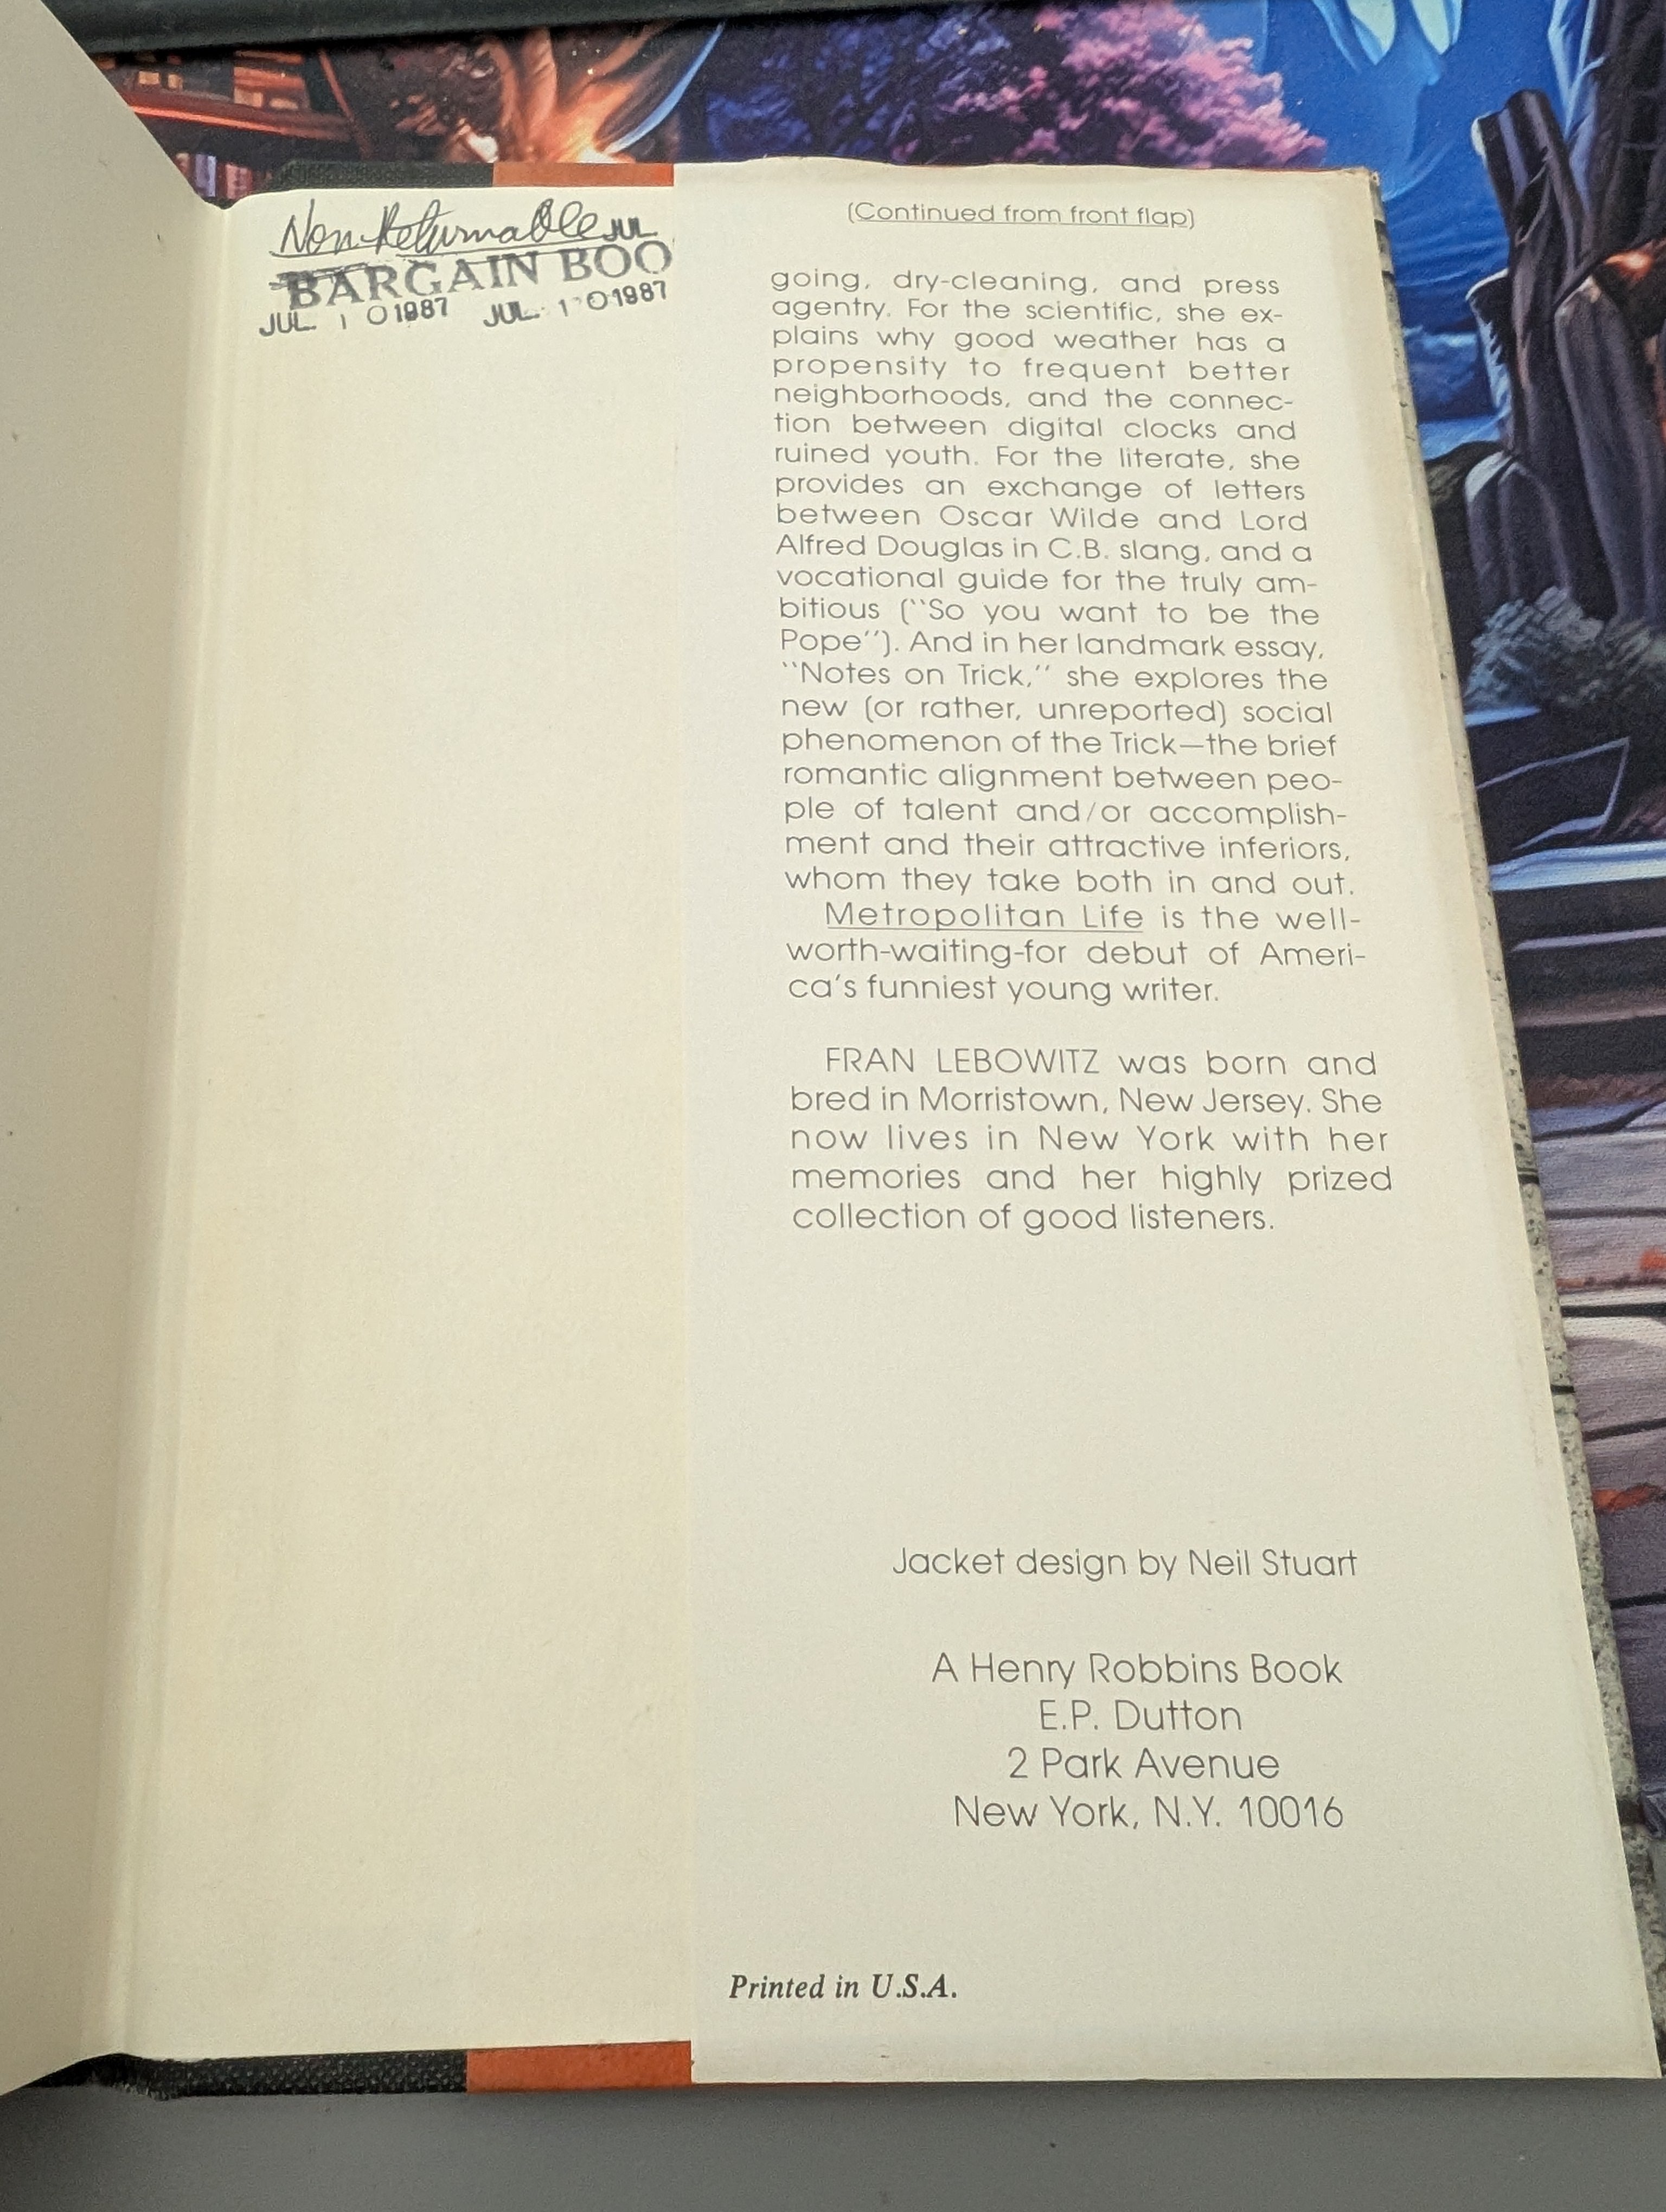 Non-Returnable JUL
BARGAIN BOO
JUL 1 0 1987 JUL 1 0 1987
(Continued from front flap)
going, dry-cleaning, and press
agentry. For the scientific, she ex-
plains why good weather has a
propensity to frequent better
neighborhoods, and the connec-
tion between digital clocks and
ruined youth. For the literate, she
provides an exchange of letters
between Oscar Wilde and Lord
Alfred Douglas in C.B. slang, and a
vocational guide for the truly am-
bitious (“So you want to be the
Pope”). And in her landmark essay,
“Notes on Trick,” she explores the
new (or rather, unreported) social
phenomenon of the Trick—the brief
romantic alignment between peo-
ple of talent and/or accomplish-
ment and their attractive inferiors,
whom they take both in and out.
Metropolitan Life is the well-
worth-waiting-for debut of Ameri-
ca's funniest young writer.
FRAN LEBOWITZ was born and
bred in Morristown, New Jersey. She
now lives in New York with her
memories and her highly prized
collection of good listeners.
Jacket design by Neil Stuart
A Henry Robbins Book
E.P. Dutton
2 Park Avenue
New York, N.Y. 10016
Printed in U.S.A.